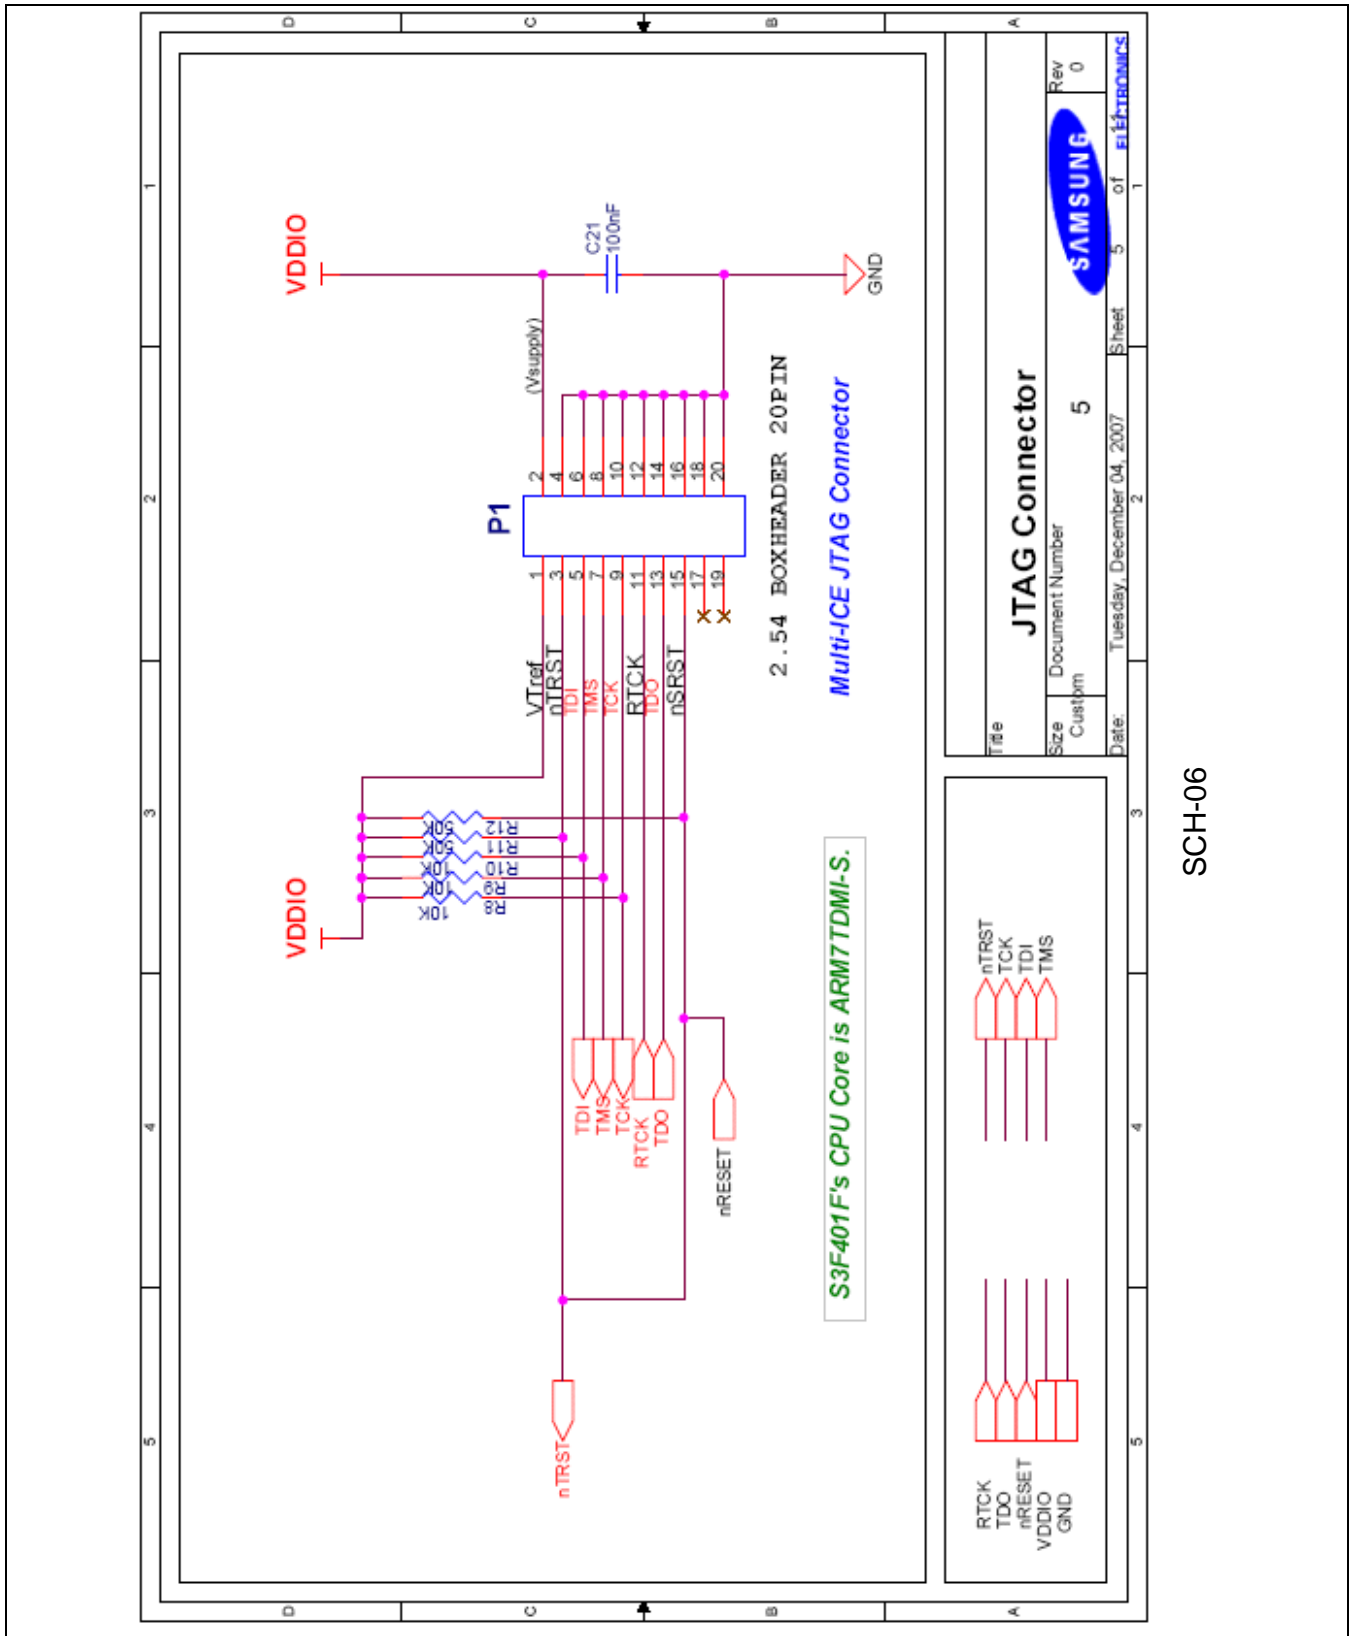 D
C
B
A
1
2
3
4
5
VDDIO
VDDIO
C21
100nF
GND
(Vsupply)
P1
2
4
6
8
10
12
14
16
18
20
1
3
5
7
9
11
13
15
17
19
VTref
nTRST
TDI
TMS
TCK
RTCK
TDO
nSRST
R12
50K
R11
50K
R10
10K
R9
10K
R8
10K
TDI
TMS
TCK
RTCK
TDO
nRESET
nTRST
2.54 BOXHEADER 20PIN
Multi-ICE JTAG Connector
S3F401F's CPU Core is ARM7TDMI-S.
RTCK
TDO
nRESET
VDDIO
GND
nTRST
TCK
TDI
TMS
Title
JTAG Connector
Size
Custom
Document Number
5
Rev
0
Date:
Tuesday, December 04, 2007
Sheet
5
of
SAMSUNG
ELECTRONICS
D
C
B
A
1
2
3
4
5
SCH-06